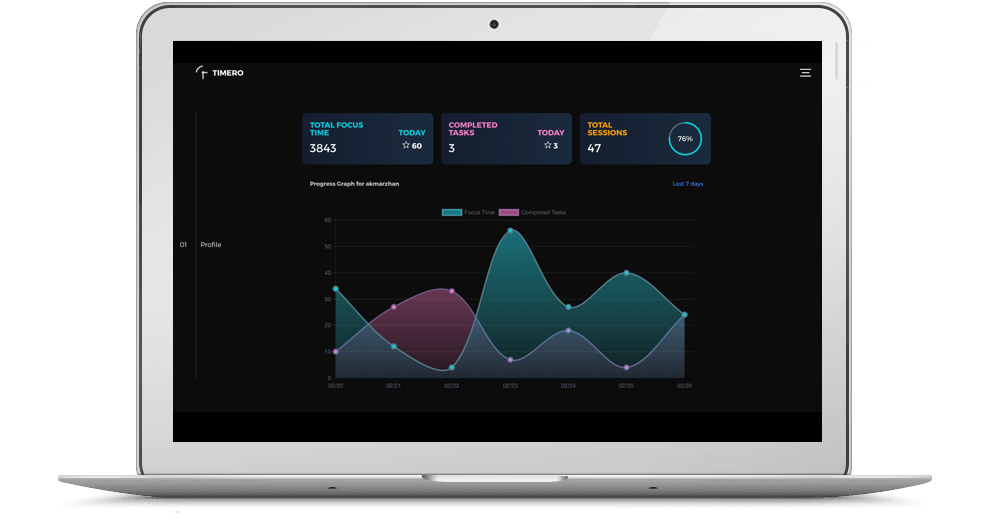 TIMERO
TOTAL FOCUS
TIME
TODAY
3843
60
COMPLETED
TASKS
TODAY
3
3
TOTAL
SESSIONS
47
76%
Progress Graph for akmarzhan
Last 7 days
Focus Time
Completed Tasks
60
50
40
30
20
10
0
02/20
02/21
02/22
02/23
02/24
02/25
02/26
01
Profile